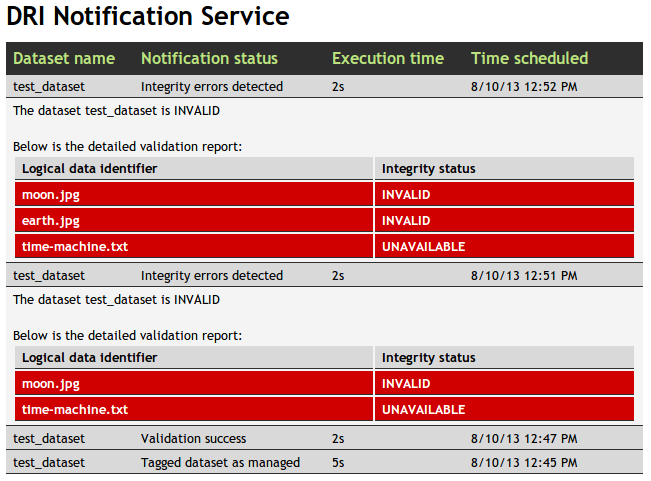 DRI Notification Service
Dataset name Notification status Execution time Time scheduled
test_dataset Integrity errors detected 2s 8/10/13 12:52 PM
The dataset test_dataset is INVALID
Below is the detailed validation report:
Logical data identifier Integrity status
moon.jpg INVALID
earth.jpg INVALID
time-machine.txt UNAVAILABLE
test_dataset Integrity errors detected 2s 8/10/13 12:51 PM
The dataset test_dataset is INVALID
Below is the detailed validation report:
Logical data identifier Integrity status
moon.jpg INVALID
time-machine.txt UNAVAILABLE
test_dataset Validation success 2s 8/10/13 12:47 PM
test_dataset Tagged dataset as managed 5s 8/10/13 12:45 PM